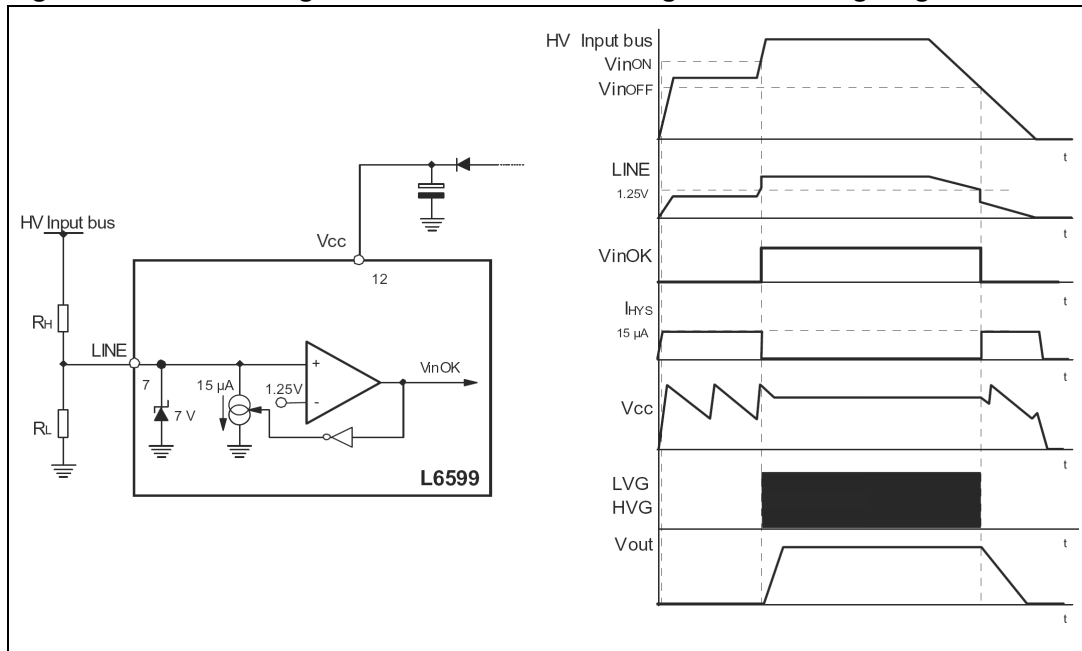 HV Input bus
RH
LINE
RL
7
7 V
15 µA
1.25V
+
-
VinOK
Vcc
12
L6599
HV Input bus
VinON
VinOFF
t
LINE
1.25V
t
VinOK
t
IHYS
15 µA
t
Vcc
t
LVG
HVG
t
Vout
t